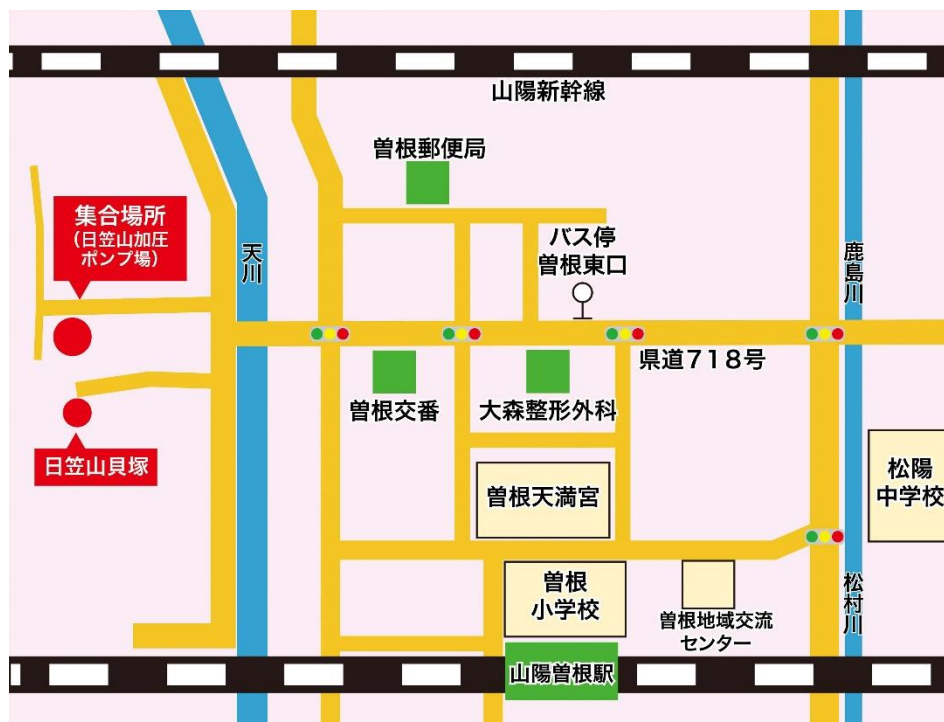 山陽新幹線
曽根郵便局
集合場所
(日笠山加圧
ポンプ場)
天川
バス停
曽根東口
鹿島川
県道718号
曽根交番
大森整形外科
日笠山貝塚
曽根天満宮
松陽
中学校
曽根
小学校
曽根地域交流
センター
松村川
山陽曽根駅